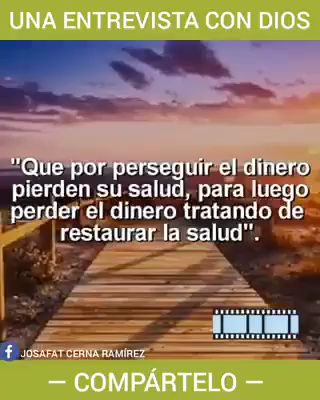 UNA ENTREVISTA CON DIOS
"Que por perseguir el dinero
pierden su salud, para luego
perder el dinero tratando de
restaurar la salud".
f JOSAFAT CERNA RAMÍREZ
— COMPÁRTELO —